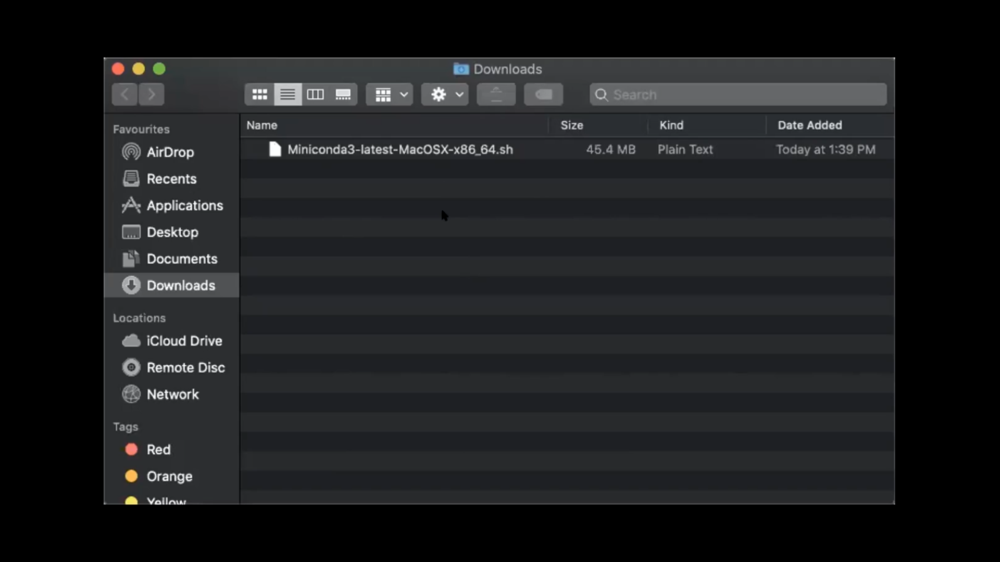 Downloads
Search
Favourites
AirDrop
Recents
Applications
Desktop
Documents
Downloads
Locations
iCloud Drive
Remote Disc
Network
Tags
Red
Orange
Yellow
Name Size Kind Date Added
Miniconda3-latest-MacOSX-x86_64.sh 45.4 MB Plain Text Today at 1:39 PM